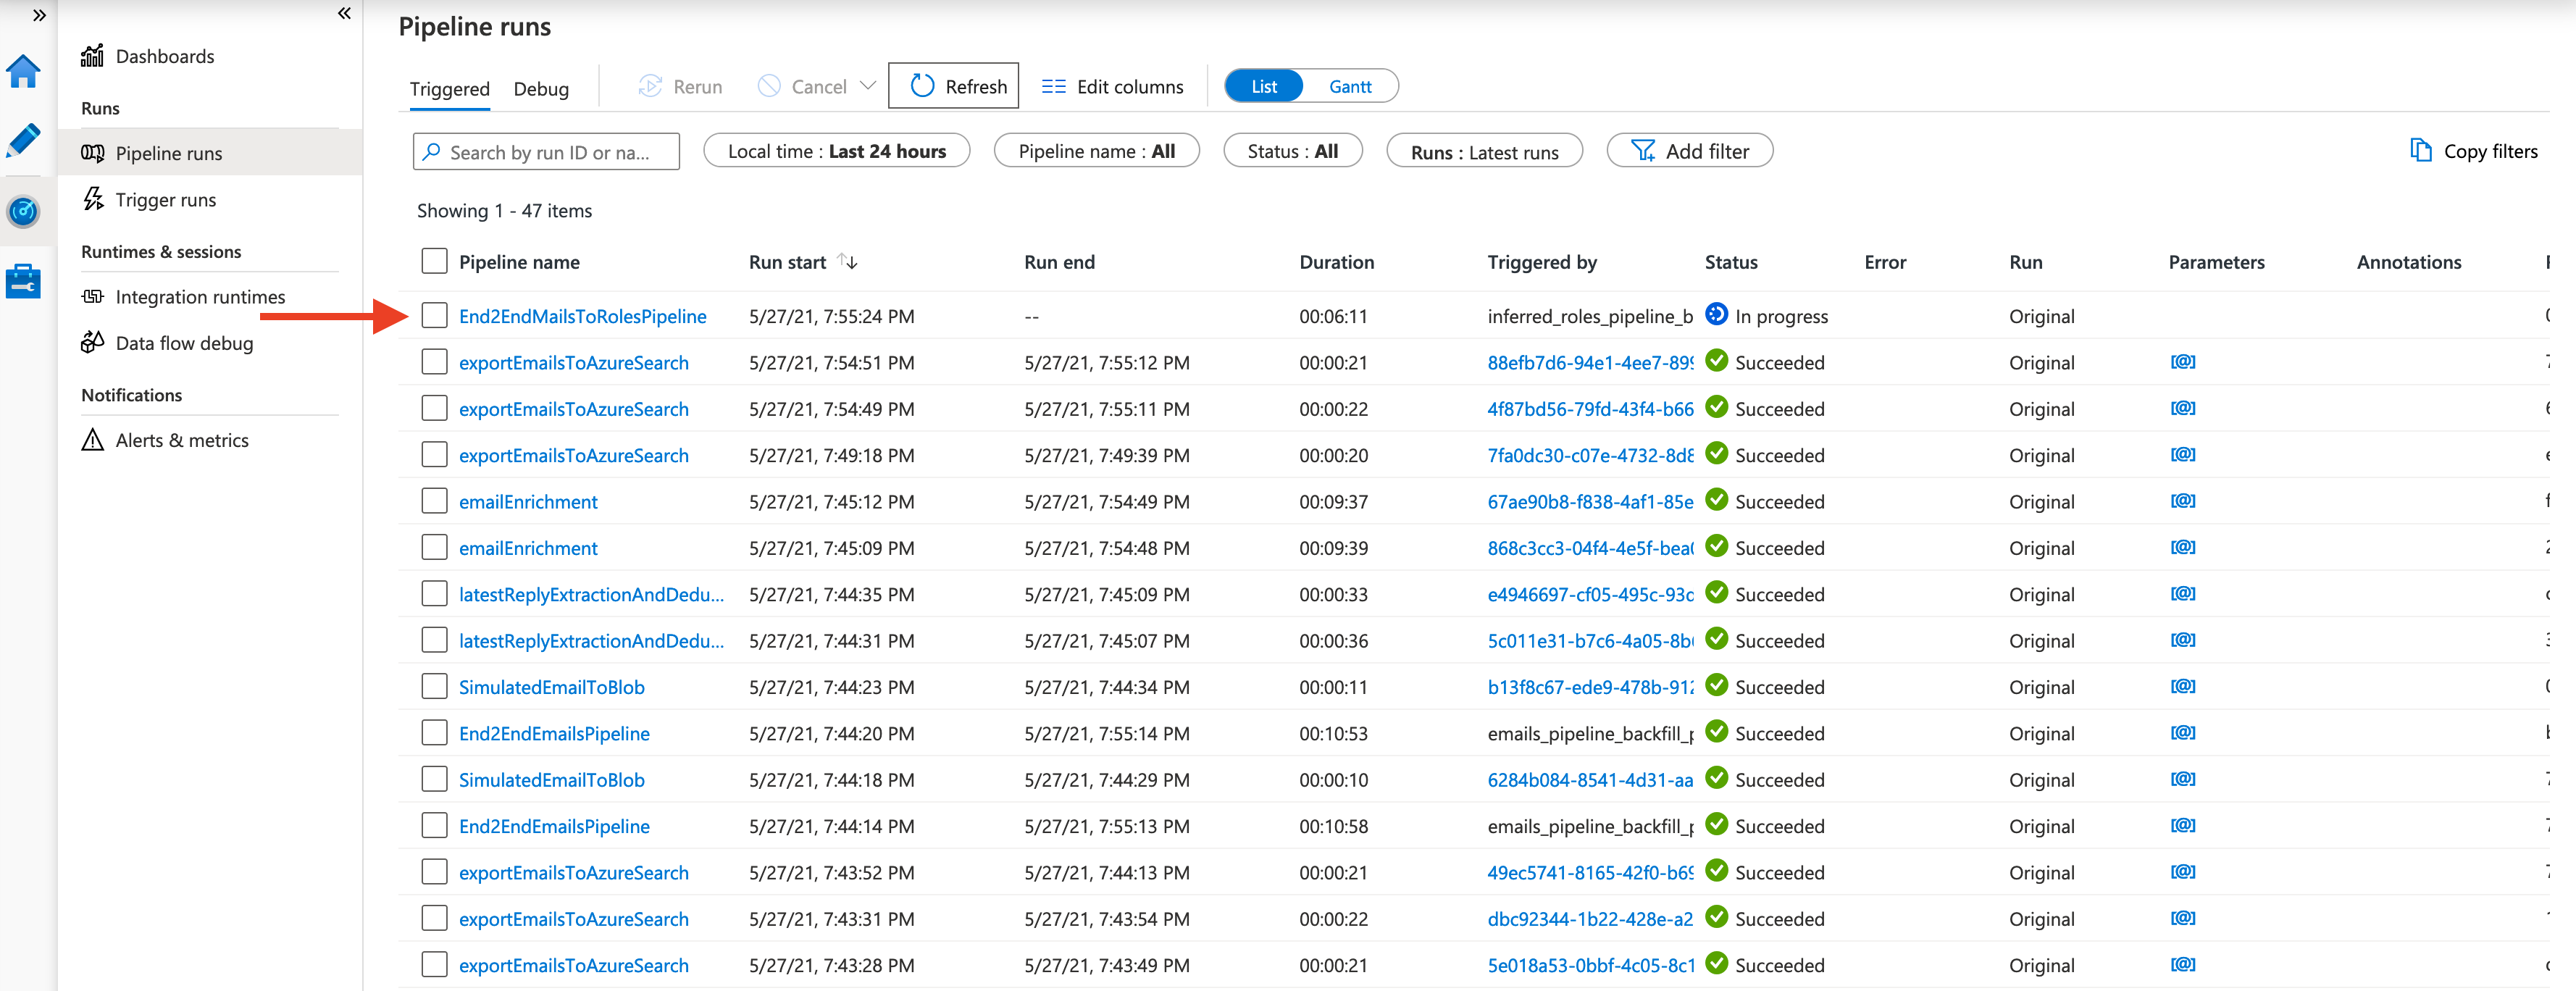 »
«
Dashboards
Runs
Pipeline runs
Trigger runs
Runtimes & sessions
Integration runtimes
Data flow debug
Notifications
Alerts & metrics
Pipeline runs
Triggered Debug Rerun Cancel Refresh Edit columns List Gantt
Search by run ID or na... Local time : Last 24 hours Pipeline name : All Status : All Runs : Latest runs Add filter Copy filters
Showing 1 - 47 items
Pipeline name Run start ↑↓ Run end Duration Triggered by Status Error Run Parameters Annotations
End2EndMailsToRolesPipeline 5/27/21, 7:55:24 PM -- 00:06:11 inferred_roles_pipeline_b In progress Original
exportEmailsToAzureSearch 5/27/21, 7:54:51 PM 5/27/21, 7:55:12 PM 00:00:21 88efb7d6-94e1-4ee7-899 Succeeded Original [@]
exportEmailsToAzureSearch 5/27/21, 7:54:49 PM 5/27/21, 7:55:11 PM 00:00:22 4f87bd56-79fd-43f4-b66 Succeeded Original [@]
exportEmailsToAzureSearch 5/27/21, 7:49:18 PM 5/27/21, 7:49:39 PM 00:00:20 7fa0dc30-c07e-4732-8d8 Succeeded Original [@]
emailEnrichment 5/27/21, 7:45:12 PM 5/27/21, 7:54:49 PM 00:09:37 67ae90b8-f838-4af1-85e Succeeded Original [@]
emailEnrichment 5/27/21, 7:45:09 PM 5/27/21, 7:54:48 PM 00:09:39 868c3cc3-04f4-4e5f-bea0 Succeeded Original [@]
latestReplyExtractionAndDedu... 5/27/21, 7:44:35 PM 5/27/21, 7:45:09 PM 00:00:33 e4946697-cf05-495c-93c Succeeded Original [@]
latestReplyExtractionAndDedu... 5/27/21, 7:44:31 PM 5/27/21, 7:45:07 PM 00:00:36 5c011e31-b7c6-4a05-8b Succeeded Original [@]
SimulatedEmailToBlob 5/27/21, 7:44:23 PM 5/27/21, 7:44:34 PM 00:00:11 b13f8c67-ede9-478b-912 Succeeded Original [@]
End2EndEmailsPipeline 5/27/21, 7:44:20 PM 5/27/21, 7:55:14 PM 00:10:53 emails_pipeline_backfill_p Succeeded Original [@]
SimulatedEmailToBlob 5/27/21, 7:44:18 PM 5/27/21, 7:44:29 PM 00:00:10 6284b084-8541-4d31-aa Succeeded Original [@]
End2EndEmailsPipeline 5/27/21, 7:44:14 PM 5/27/21, 7:55:13 PM 00:10:58 emails_pipeline_backfill_p Succeeded Original [@]
exportEmailsToAzureSearch 5/27/21, 7:43:52 PM 5/27/21, 7:44:13 PM 00:00:21 49ec5741-8165-42f0-b69 Succeeded Original [@]
exportEmailsToAzureSearch 5/27/21, 7:43:31 PM 5/27/21, 7:43:54 PM 00:00:22 dbc92344-1b22-428e-a2 Succeeded Original [@]
exportEmailsToAzureSearch 5/27/21, 7:43:28 PM 5/27/21, 7:43:49 PM 00:00:21 5e018a53-0bbf-4c05-8c1 Succeeded Original [@]